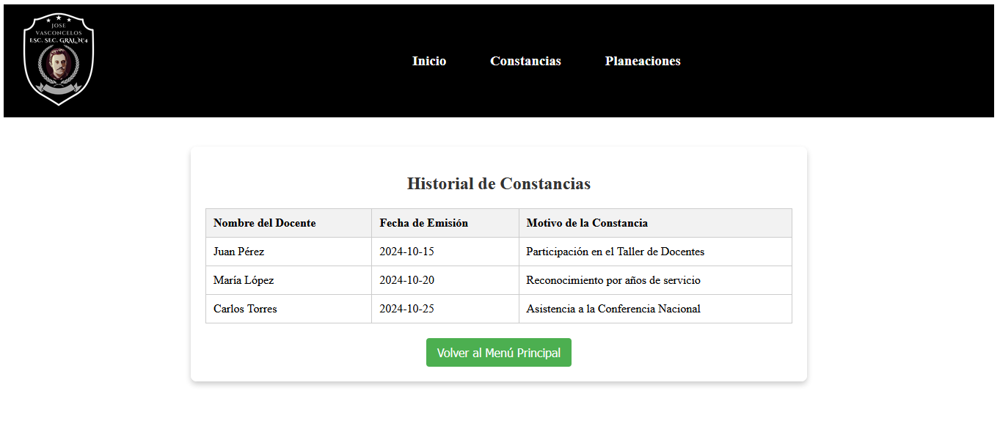 JOSE
VASCONCELOS
ESC. SEC. GRAL N°4
Inicio Constancias Planeaciones
Historial de Constancias
Nombre del Docente Fecha de Emisión Motivo de la Constancia
Juan Pérez 2024-10-15 Participación en el Taller de Docentes
María López 2024-10-20 Reconocimiento por años de servicio
Carlos Torres 2024-10-25 Asistencia a la Conferencia Nacional
Volver al Menú Principal